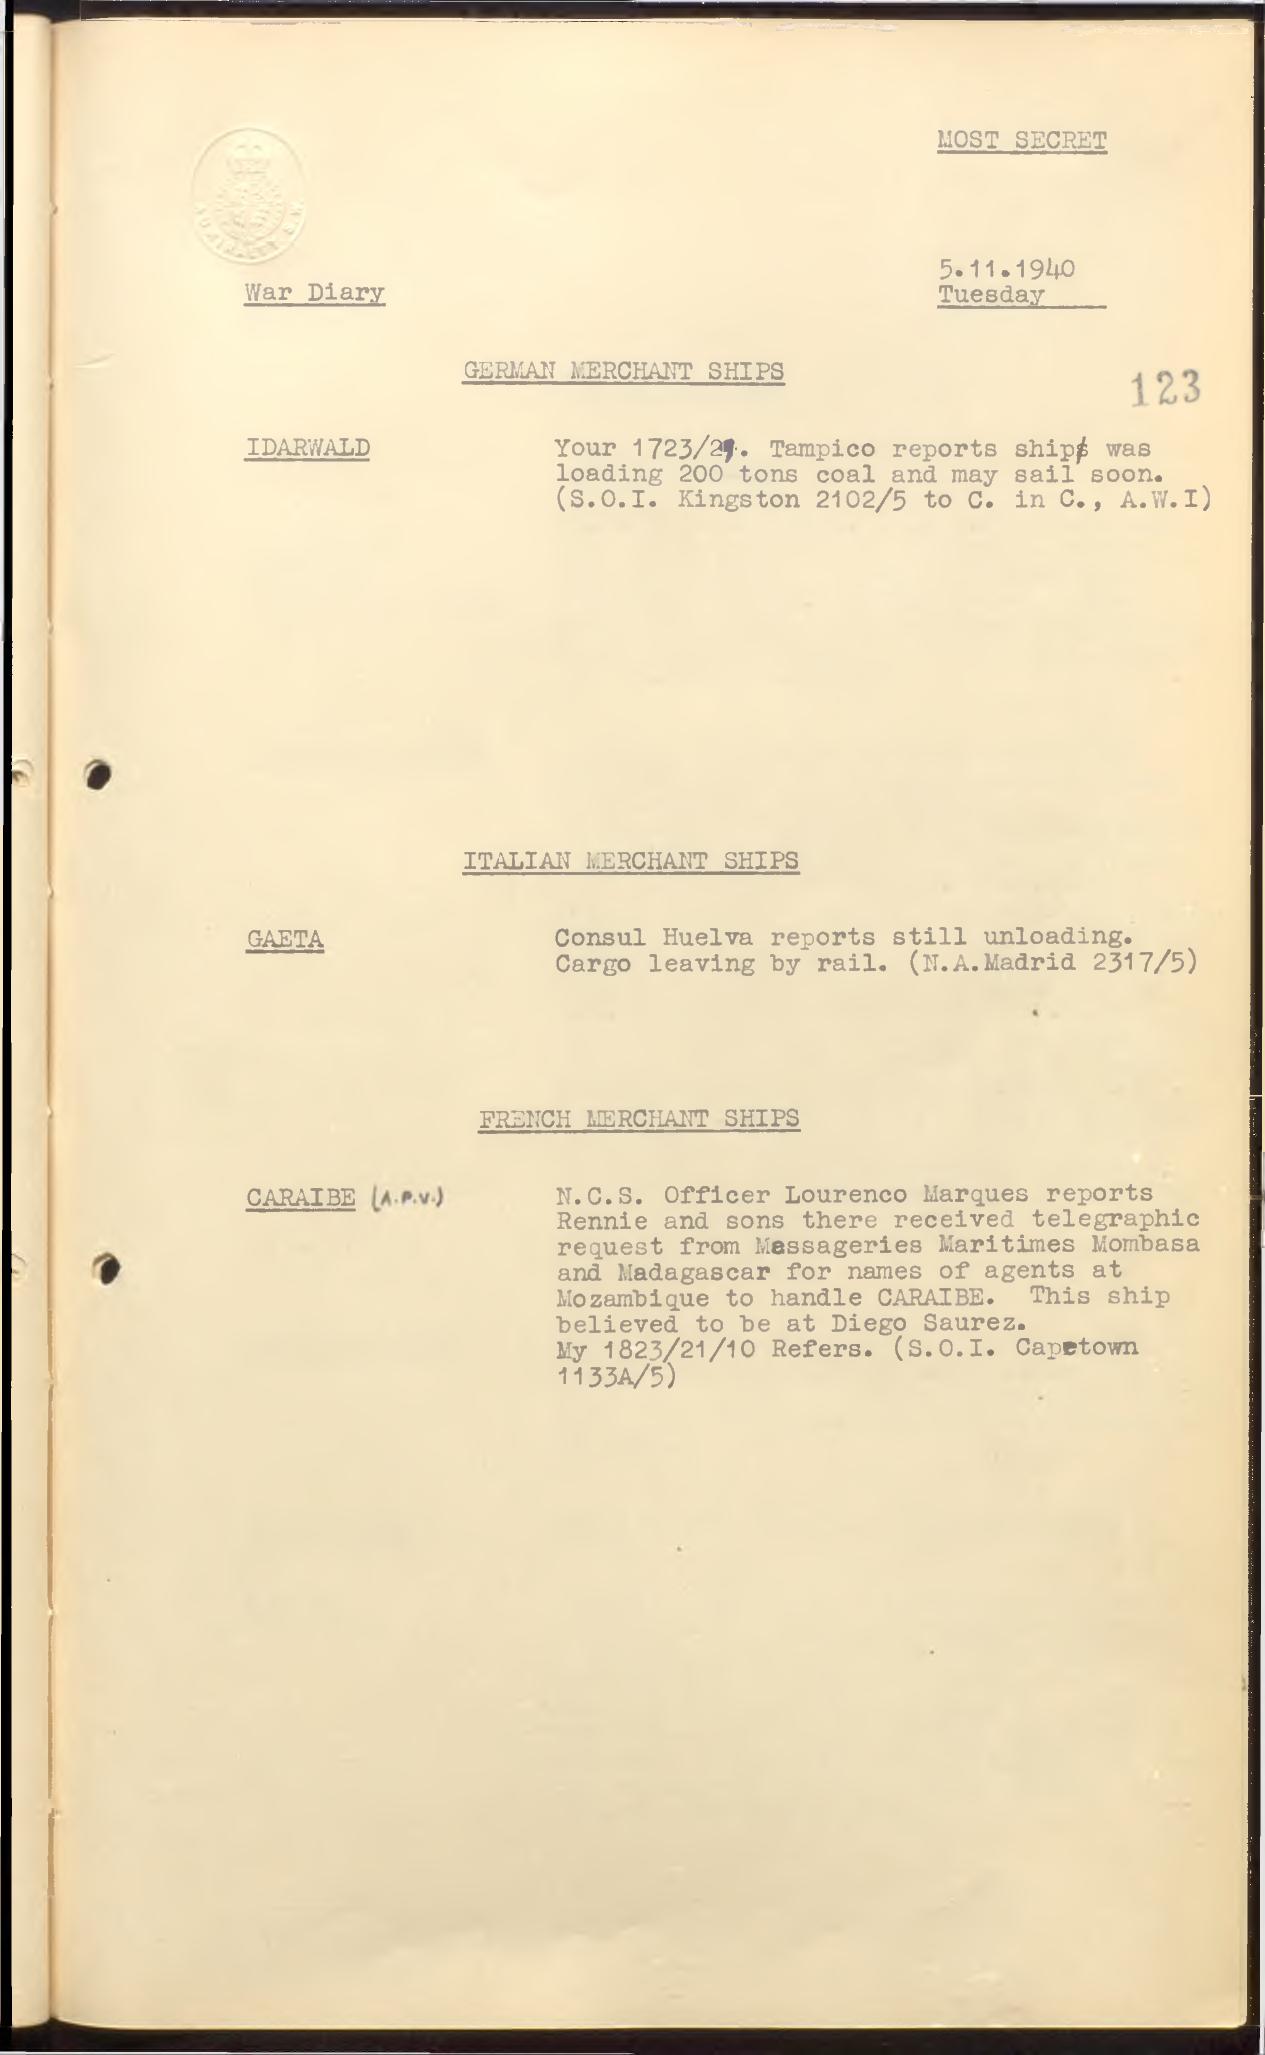 MOST SECRET
5.11.1940
War Diary
Tuesday
GERMAN MERCHANT SHIPS
123
IDARWALD
Your 1723/29. Tampico reports ship was
loading 200 tons coal and may sail soon.
(S.O.I. Kingston 2102/5 to C. in C., A.W.I)
ITALIAN MERCHANT SHIPS
GAETA
Consul Huelva reports still unloading.
Cargo leaving by rail. (N.A.Madrid 2317/5)
FRENCH MERCHANT SHIPS
CARAIBE (A.P.V.)
N.C.S. Officer Lourenco Marques reports
Rennie and sons there received telegraphic
request from Messageries Maritimes Mombasa
and Madagascar for names of agents at
Mozambique to handle CARAIBE. This ship
believed to be at Diego Saurez.
My 1823/21/10 Refers. (S.O.I. Capetown
1133A/5)